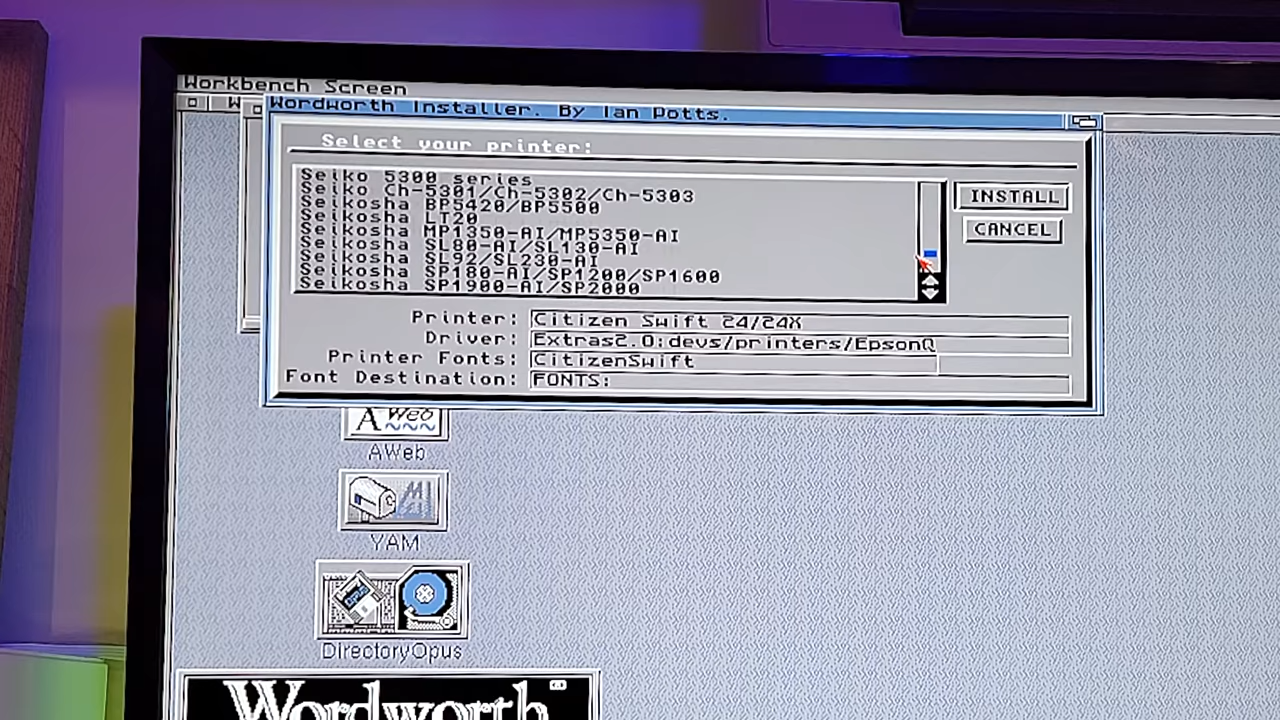 Workbench Screen
W
Wordworth Installer. By Ian Potts.
Select your printer:
Seiko 5300 series
Seiko Ch-5301/Ch-5302/Ch-5303
Seikosha BP5420/BP5500
Seikosha LT20
Seikosha MP1350-AI/MP5350-AI
Seikosha SL80-AI/SL130-AI
Seikosha SL92/SL230-AI
Seikosha SP180-AI/SP1200/SP1600
Seikosha SP1900-AI/SP2000
INSTALL
CANCEL
Printer: Citizen Swift 24/24X
Driver: Extras2.0:devs/printers/EpsonQ
Printer Fonts: CitizenSwift
Font Destination: FONTS:
A Web
AWeb
YAM
Opus
DirectoryOpus
Wordworth